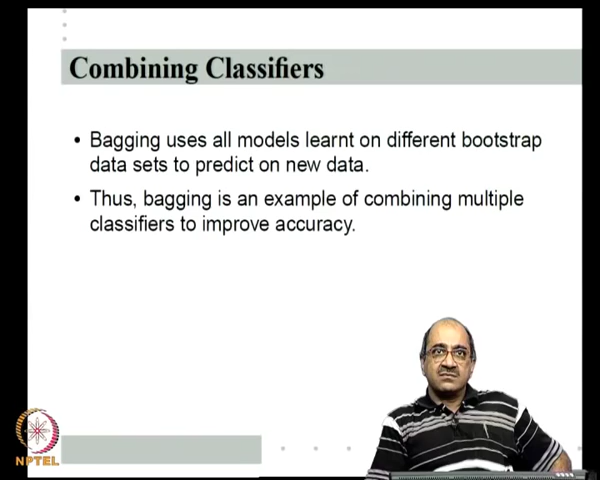 Combining Classifiers
• Bagging uses all models learnt on different bootstrap
data sets to predict on new data.
• Thus, bagging is an example of combining multiple
classifiers to improve accuracy.
NPTEL